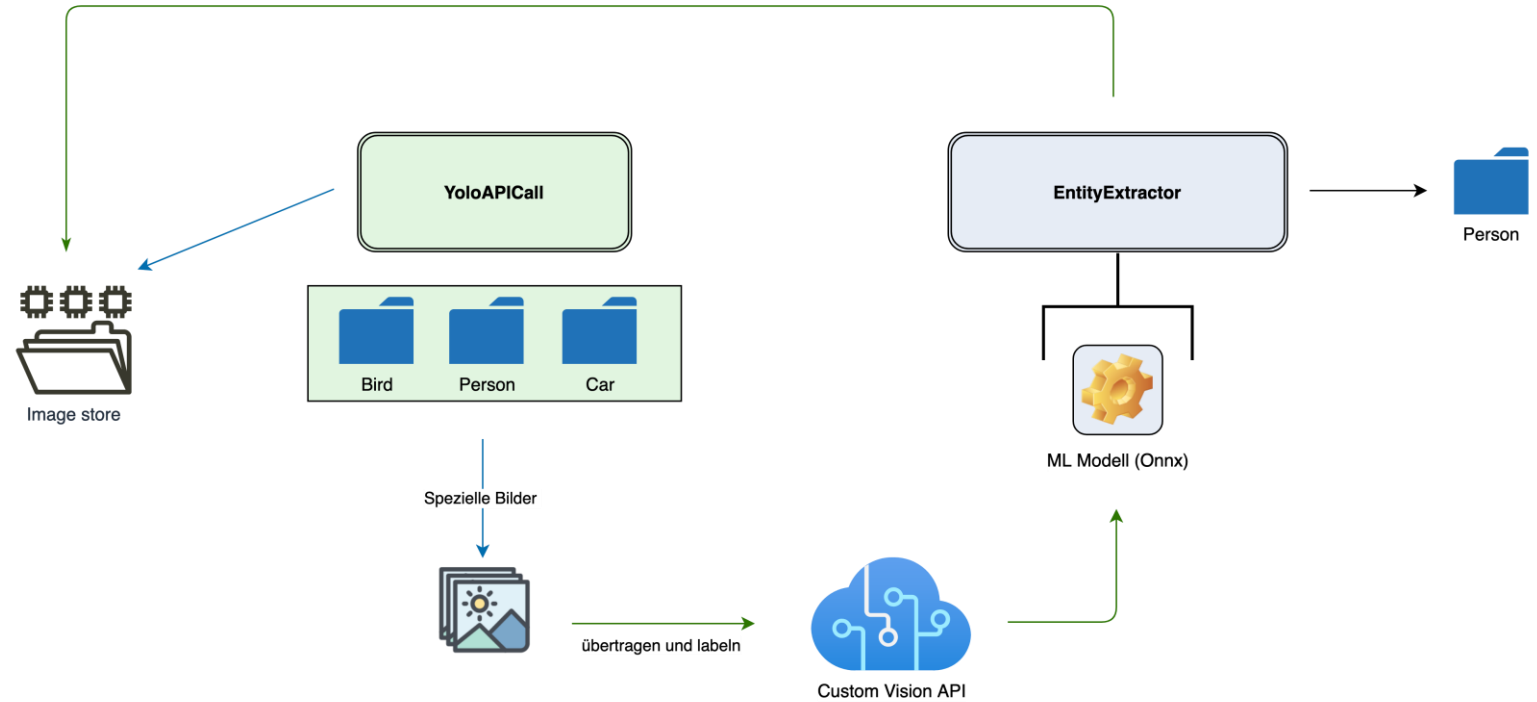 YoloAPICall
EntityExtractor
Person
Bird
Person
Car
Image store
ML Modell (Onnx)
Spezielle Bilder
übertragen und labeln
Custom Vision API